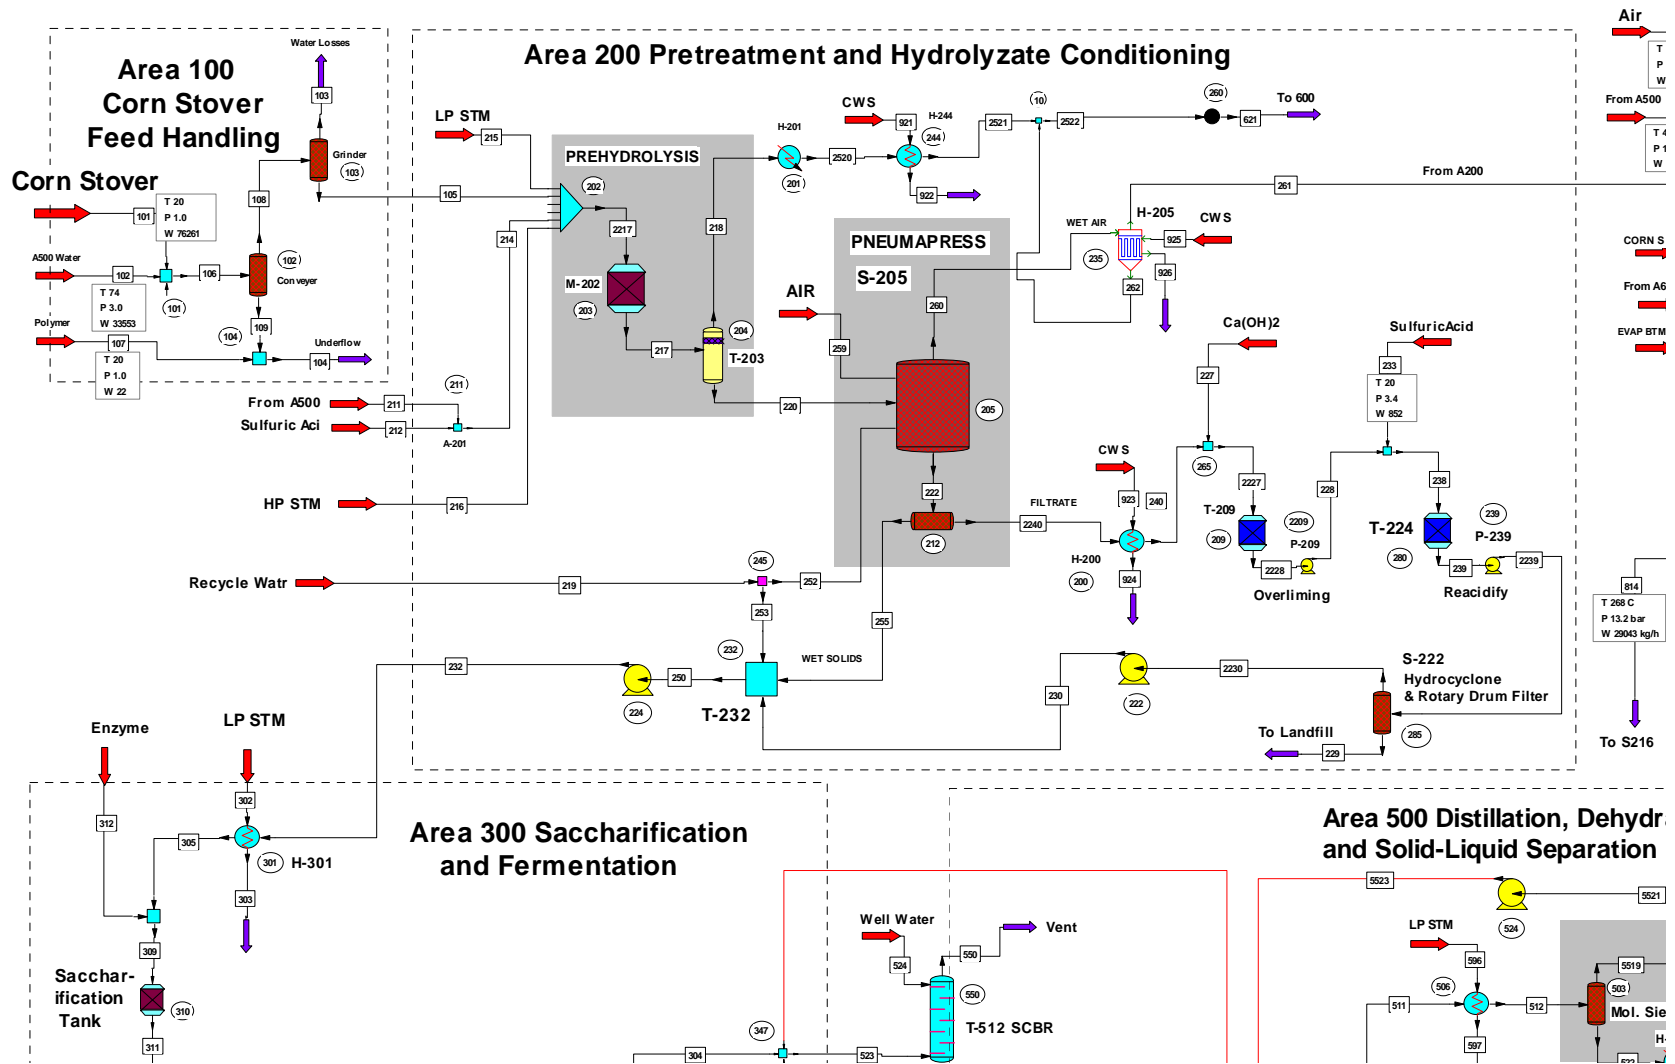 Area 100
Corn Stover
Feed Handling
Water Losses
103
Grinder
103
Corn Stover
101
T 20
P 1.0
W 76261
108
105
A500 Water
102
106
102
Conveyer
T 74
P 3.0
W 33553
101
109
Polymer
107
104
Underflow
104
T 20
P 1.0
W 22
Area 200 Pretreatment and Hydrolyzate Conditioning
LP STM
215
PREHYDROLYSIS
202
214
2217
218
M-202
203
217
204
T-203
220
From A500
211
211
Sulfuric Aci
212
A-201
HP STM
216
H-201
201
2520
CWS
921
H-244
244
922
2521
(10)
2522
260
621
To 600
From A200
261
PNEUMAPRESS
S-205
WET AIR
H-205
235
CWS
925
926
262
260
AIR
259
205
222
212
FILTRATE
2240
Ca(OH)2
227
SulfuricAcid
233
T 20
P 3.4
W 852
CWS
923
240
265
2227
H-200
200
924
T-209
209
2209
P-209
2228
Overliming
228
238
T-224
280
239
P-239
239
2239
Reacidify
Recycle Watr
219
245
252
253
255
232
WET SOLIDS
T-232
250
224
232
230
222
2230
S-222
Hydrocyclone
& Rotary Drum Filter
285
To Landfill
229
Air
T
P
W
From A500
T 4
P 1
W
CORN S
From A6
EVAP BTM
814
T 268 C
P 13.2 bar
W 29043 kg/h
To S216
Enzyme
LP STM
302
312
305
301
H-301
303
309
Sacchar-
ification
Tank
310
311
Area 300 Saccharification
and Fermentation
Well Water
524
550
Vent
550
T-512 SCBR
347
304
523
Area 500 Distillation, Dehydra
and Solid-Liquid Separation
5523
5521
524
LP STM
596
506
511
512
597
5519
503
Mol. Sie
H-
522